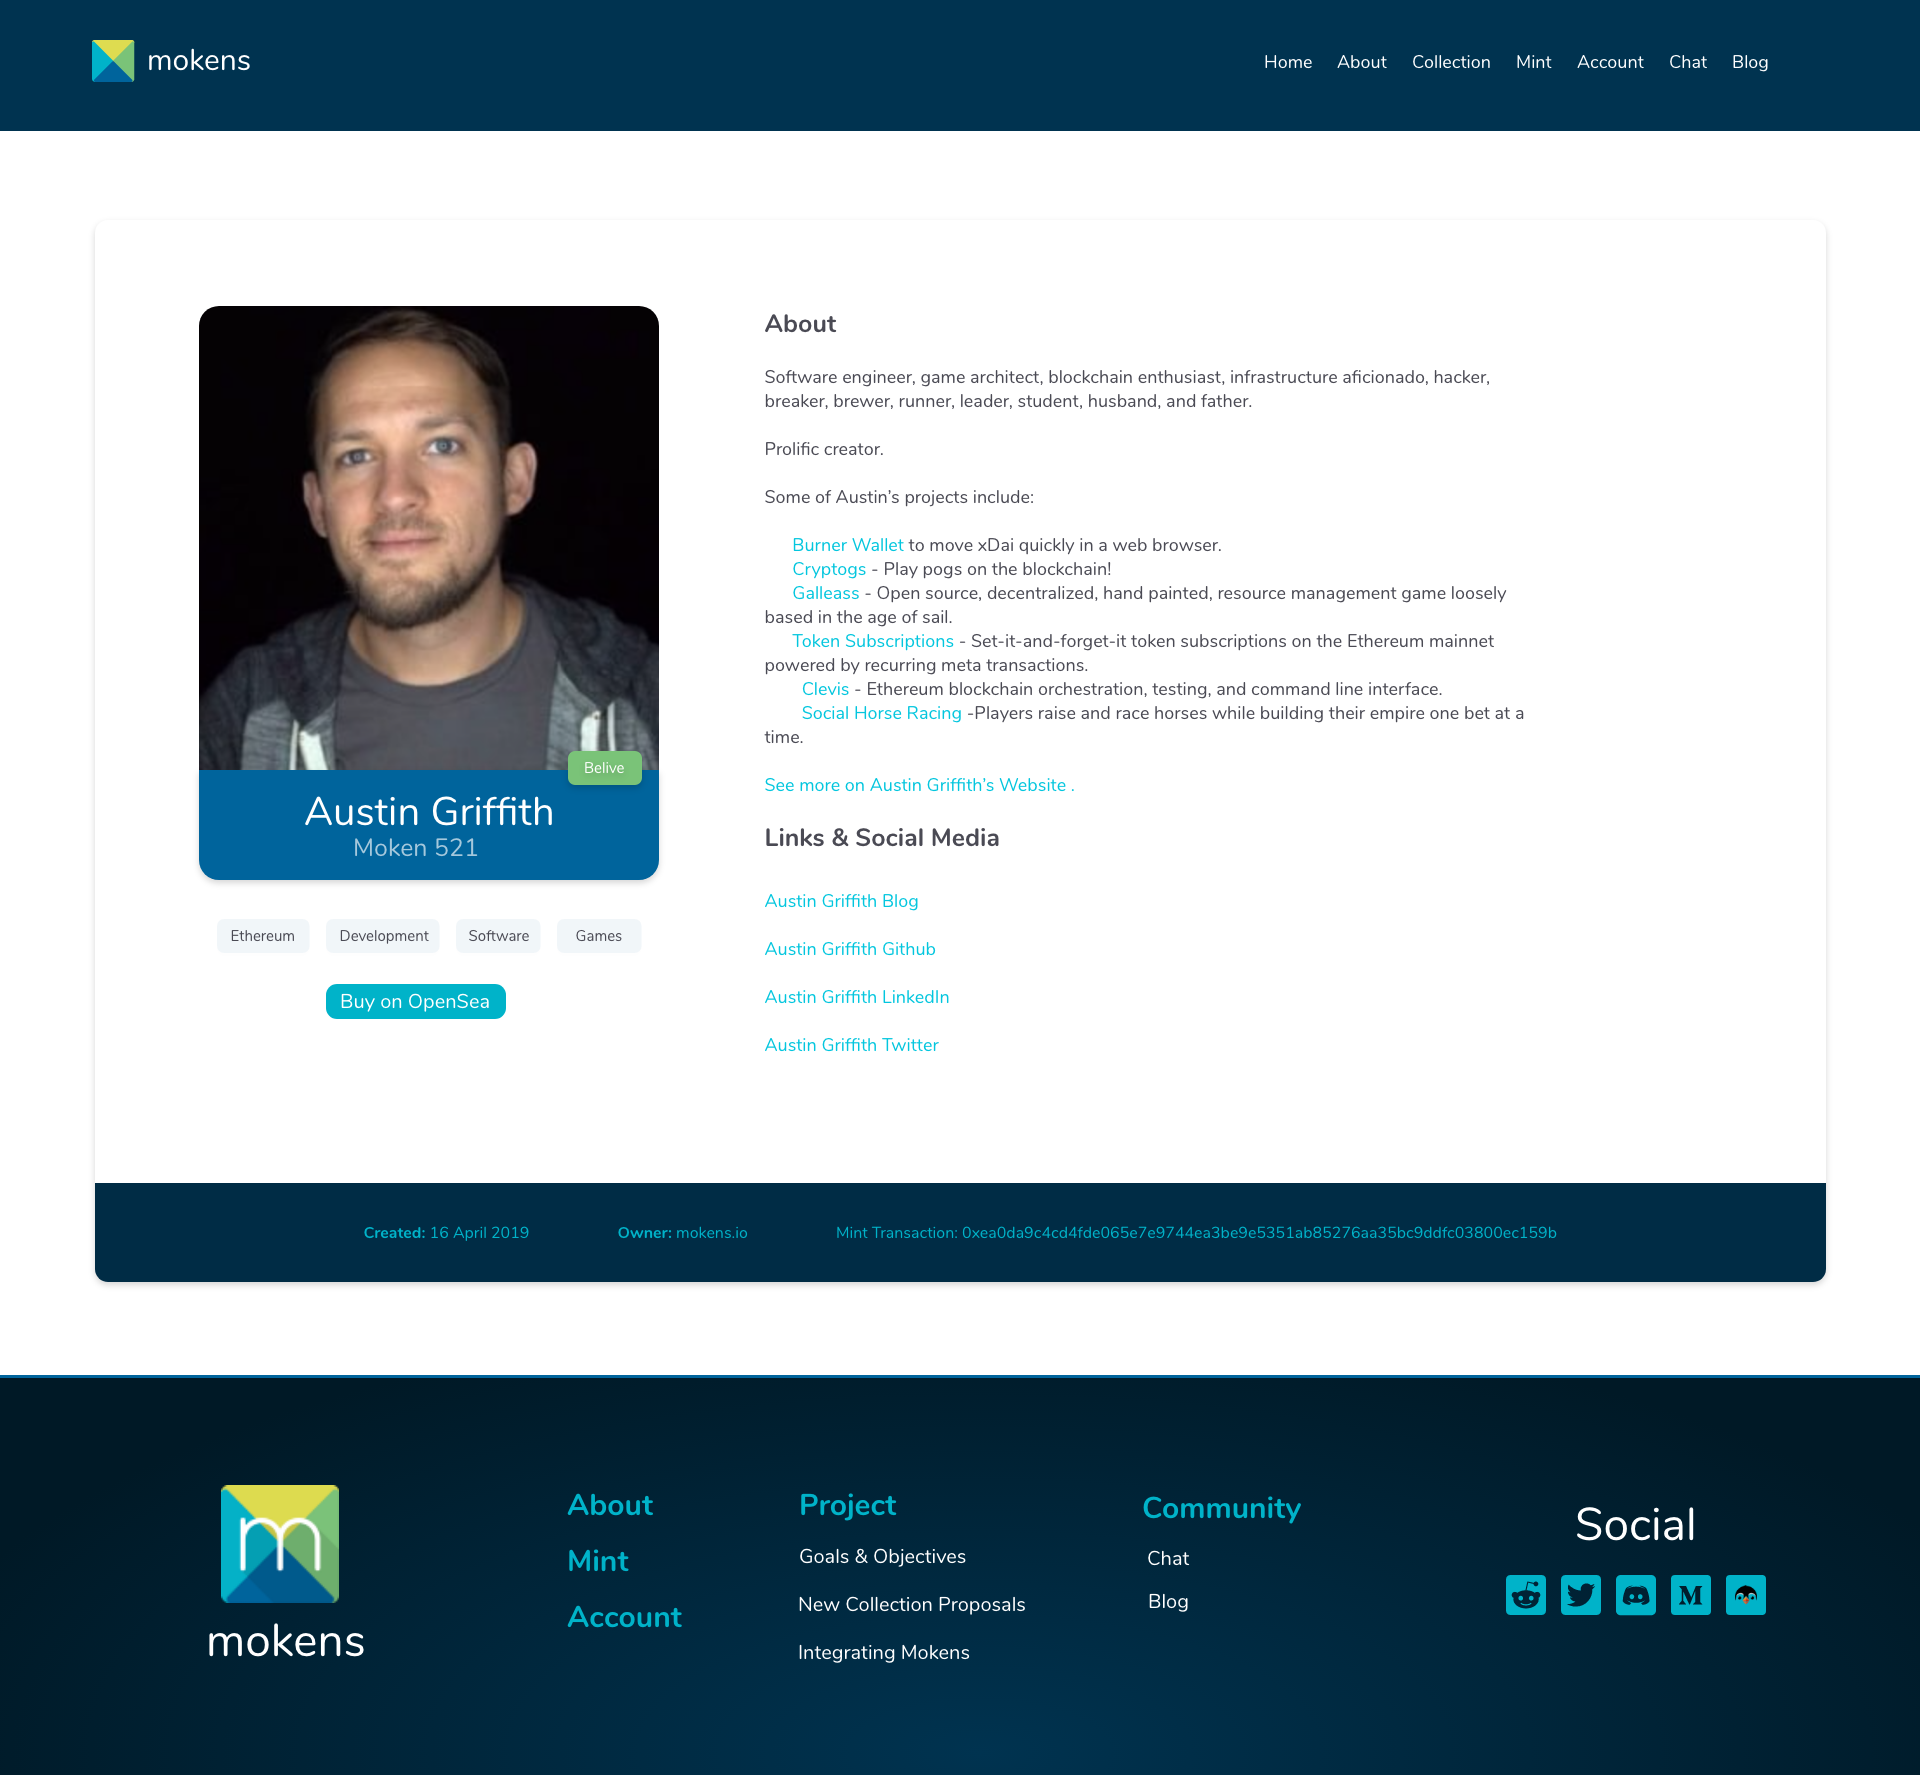 mokens
Home About Collection Mint Account Chat Blog
Belive
Austin Griffith
Moken 521
Ethereum Development Software Games
Buy on OpenSea
About
Software engineer, game architect, blockchain enthusiast, infrastructure aficionado, hacker,
breaker, brewer, runner, leader, student, husband, and father.
Prolific creator.
Some of Austin's projects include:
Burner Wallet to move xDai quickly in a web browser.
Cryptogs - Play pogs on the blockchain!
Galleass - Open source, decentralized, hand painted, resource management game loosely
based in the age of sail.
Token Subscriptions - Set-it-and-forget-it token subscriptions on the Ethereum mainnet
powered by recurring meta transactions.
Clevis - Ethereum blockchain orchestration, testing, and command line interface.
Social Horse Racing -Players raise and race horses while building their empire one bet at a
time.
See more on Austin Griffith's Website .
Links & Social Media
Austin Griffith Blog
Austin Griffith Github
Austin Griffith LinkedIn
Austin Griffith Twitter
Created: 16 April 2019 Owner: mokens.io Mint Transaction: 0xea0da9c4cd4fde065e7e9744ea3be9e5351ab85276aa35bc9ddfc03800ec159b
m
mokens
About
Mint
Account
Project
Goals & Objectives
New Collection Proposals
Integrating Mokens
Community
Chat
Blog
Social
M